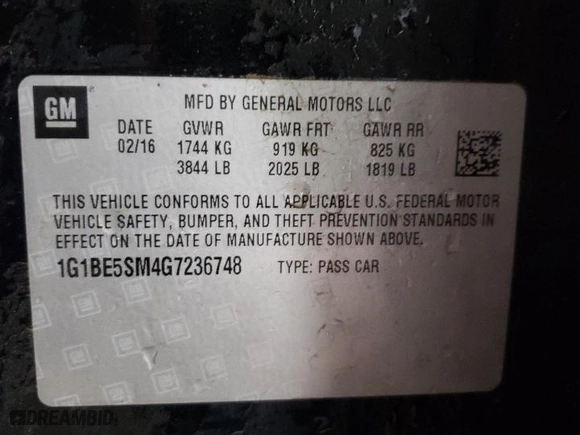 GM
MFD BY GENERAL MOTORS LLC
DATE GVWR GAWR FRT GAWR RR
02/16 1744 KG 919 KG 825 KG
3844 LB 2025 LB 1819 LB
THIS VEHICLE CONFORMS TO ALL APPLICABLE U.S. FEDERAL MOTOR
VEHICLE SAFETY, BUMPER, AND THEFT PREVENTION STANDARDS IN
EFFECT ON THE DATE OF MANUFACTURE SHOWN ABOVE.
1G1BE5SM4G7236748 TYPE: PASS CAR
DREAMBID